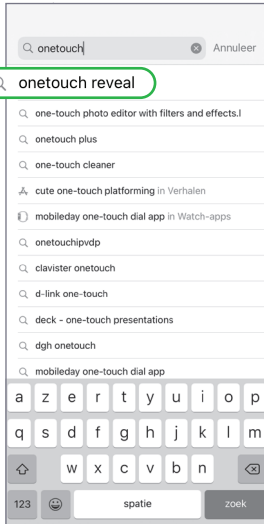 onetouch
Annuleer
onetouch reveal
one-touch photo editor with filters and effects.l
onetouch plus
one-touch cleaner
cute one-touch platforming in Verhalen
mobileday one-touch dial app in Watch-apps
onetouchipvdp
clavister onetouch
d-link one-touch
deck - one-touch presentations
dgh onetouch
mobileday one-touch dial app
a z e r t y u i o p
q s d f g h j k l m
w x c v b n
123 spatie zoek